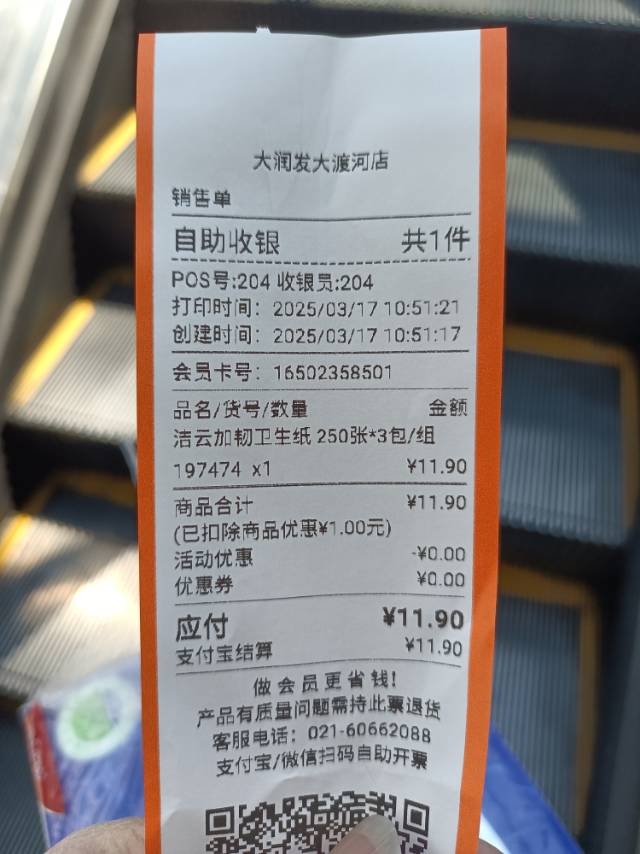 大润发大渡河店
销售单
自助收银 共1件
POS号:204 收银员:204
打印时间: 2025/03/17 10:51:21
创建时间: 2025/03/17 10:51:17
会员卡号: 16502358501
品名/货号/数量 金额
洁云加韧卫生纸 250张*3包/组
197474 x1 ¥11.90
商品合计 ¥11.90
(已扣除商品优惠¥1.00元)
活动优惠 -¥0.00
优惠券 ¥0.00
应付 ¥11.90
支付宝结算 ¥11.90
做会员更省钱!
产品有质量问题需持此票退货
客服电话: 021-60662088
支付宝/微信扫码自助开票